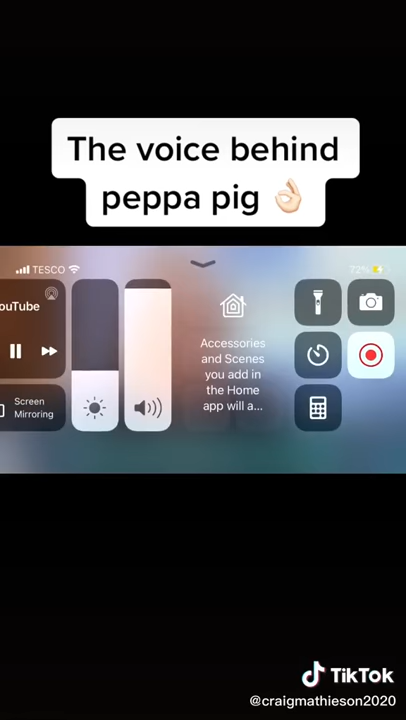 The voice behind
peppa pig 👌🏻
TESCO
72%
ouTube
Accessories
and Scenes
you add in
the Home
app will a...
Screen
Mirroring
TikTok
@craigmathieson2020